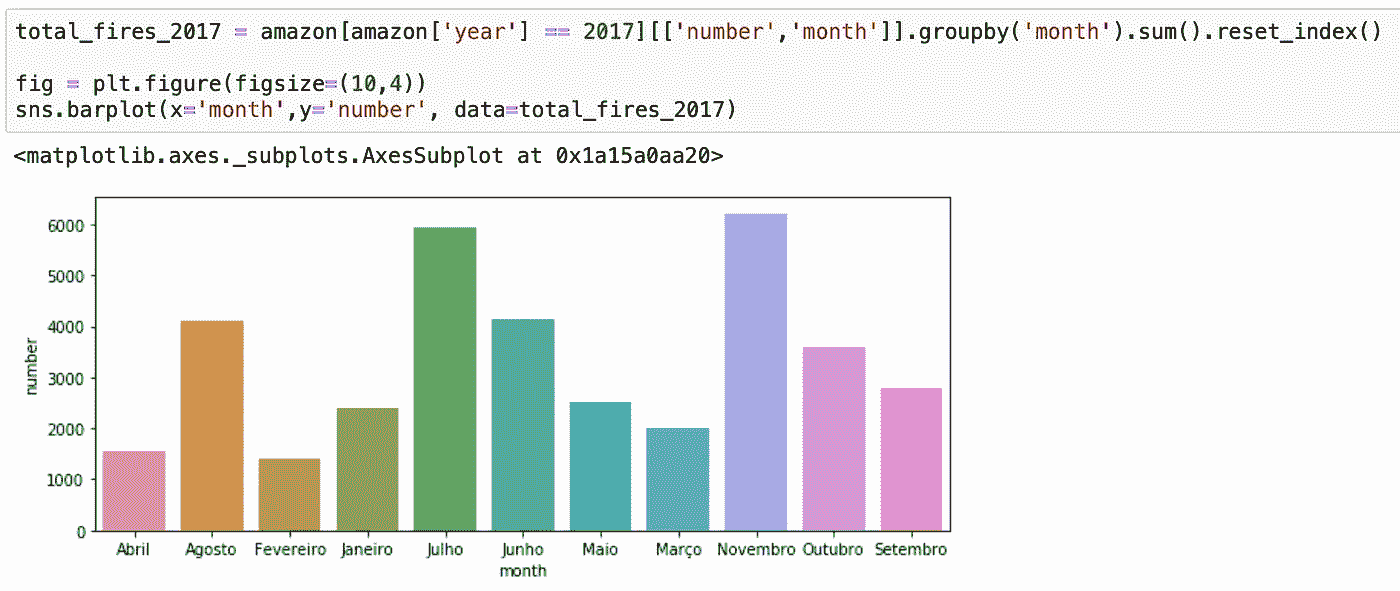 total_fires_2017 = amazon[amazon['year'] == 2017][['number','month']].groupby('month').sum().reset_index()
fig = plt.figure(figsize=(10,4))
sns.barplot(x='month',y='number', data=total_fires_2017)
<matplotlib.axes._subplots.AxesSubplot at 0x1a15a0aa20>
6000
5000
4000
3000
2000
1000
0
number
Abril Agosto Fevereiro Janeiro Julho Junho Maio Março Novembro Outubro Setembro
month